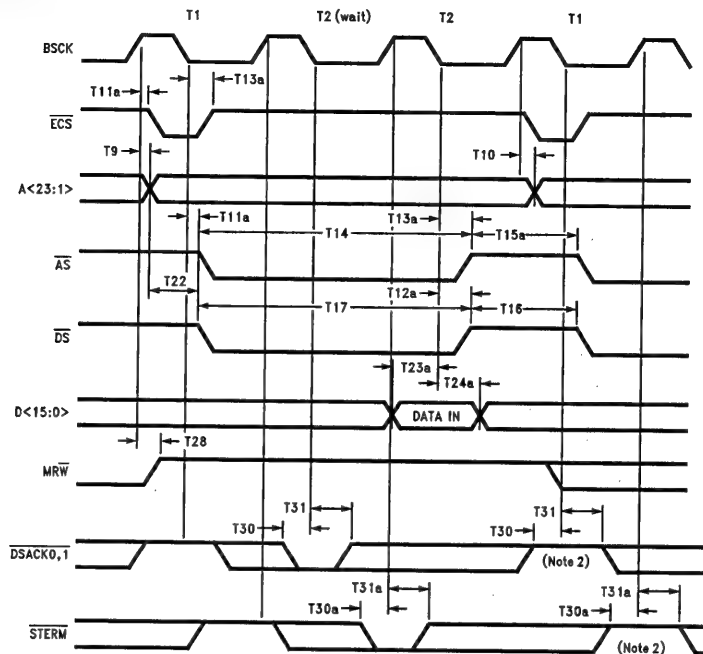 T1 T2 (wait) T2 T1
BSCK
T11a T13a
ECS
T9 T10
A<23:1>
T11a T13a
T14 T15a
AS
T22 T12a
T17 T16
DS
T23a
T24a
D<15:0> DATA IN
T28
MRW
T31 T31
T30 T30
DSACK0,1 (Note 2)
T31a T31a
T30a T30a
STERM (Note 2)